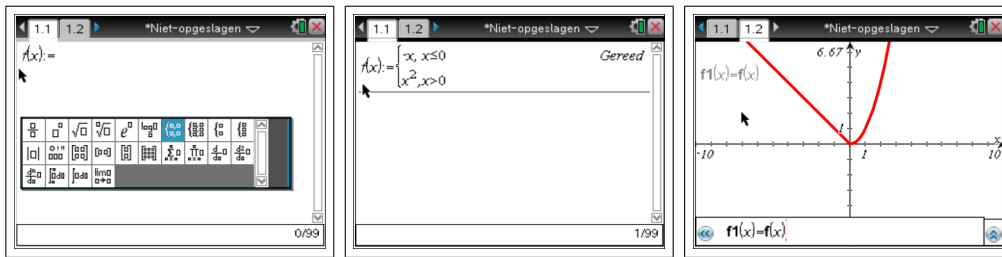 1.1 1.2 *Niet-opgeslagen
f(x):=
0/99
1.1 1.2 *Niet-opgeslagen
f(x):={-x, x≤0
x²,x>0
Gereed
1/99
1.1 1.2 *Niet-opgeslagen
6.67 y
f1(x)=f(x)
1
x
-10 1 10
f1(x)=f(x)